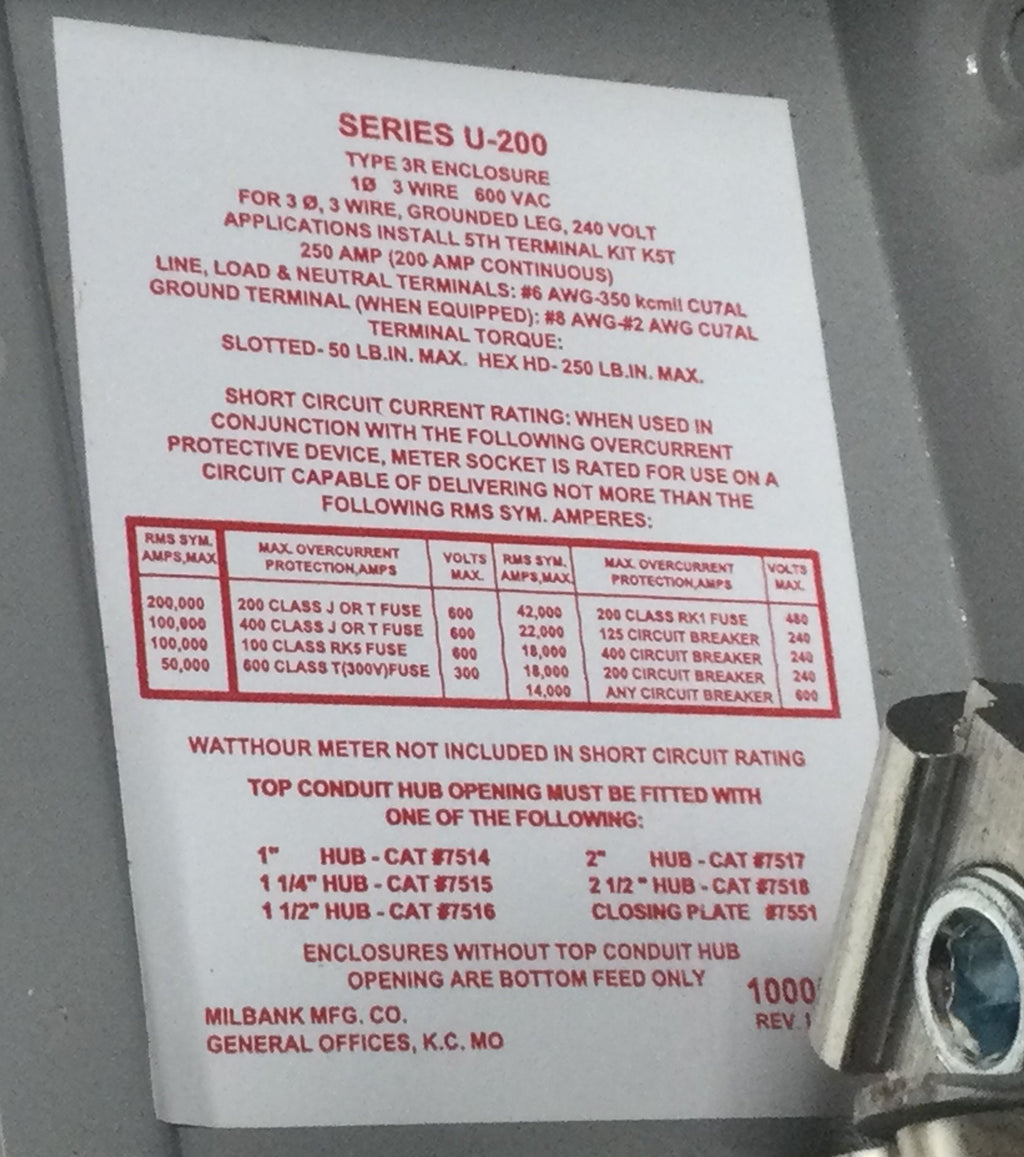 SERIES U-200
TYPE 3R ENCLOSURE
1Ø 3 WIRE 600 VAC
FOR 3 Ø, 3 WIRE, GROUNDED LEG, 240 VOLT
APPLICATIONS INSTALL 5TH TERMINAL KIT K5T
250 AMP (200 AMP CONTINUOUS)
LINE, LOAD & NEUTRAL TERMINALS: #6 AWG-350 kcmil CU7AL
GROUND TERMINAL (WHEN EQUIPPED): #8 AWG-#2 AWG CU7AL
TERMINAL TORQUE:
SLOTTED- 50 LB.IN. MAX. HEX HD- 250 LB.IN. MAX.
SHORT CIRCUIT CURRENT RATING: WHEN USED IN
CONJUNCTION WITH THE FOLLOWING OVERCURRENT
PROTECTIVE DEVICE, METER SOCKET IS RATED FOR USE ON A
CIRCUIT CAPABLE OF DELIVERING NOT MORE THAN THE
FOLLOWING RMS SYM. AMPERES:
RMS SYM. MAX. OVERCURRENT VOLTS RMS SYM. MAX. OVERCURRENT VOLTS
AMPS,MAX PROTECTION,AMPS MAX. AMPS,MAX PROTECTION,AMPS MAX.
200,000 200 CLASS J OR T FUSE 600 42,000 200 CLASS RK1 FUSE 480
100,000 400 CLASS J OR T FUSE 600 22,000 125 CIRCUIT BREAKER 240
100,000 100 CLASS RK5 FUSE 600 18,000 400 CIRCUIT BREAKER 240
50,000 600 CLASS T(300V)FUSE 300 18,000 200 CIRCUIT BREAKER 240
14,000 ANY CIRCUIT BREAKER 600
WATTHOUR METER NOT INCLUDED IN SHORT CIRCUIT RATING
TOP CONDUIT HUB OPENING MUST BE FITTED WITH
ONE OF THE FOLLOWING:
1" HUB - CAT #7514 2" HUB - CAT #7517
1 1/4" HUB - CAT #7515 2 1/2 " HUB - CAT #7518
1 1/2" HUB - CAT #7516 CLOSING PLATE #7551
ENCLOSURES WITHOUT TOP CONDUIT HUB
OPENING ARE BOTTOM FEED ONLY
1000
REV. 1
MILBANK MFG. CO.
GENERAL OFFICES, K.C. MO